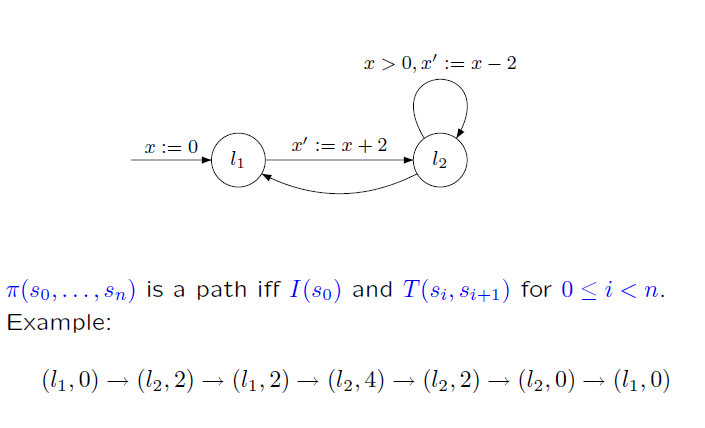 x > 0, x′ := x − 2
x := 0
l₁
x′ := x + 2
l₂
π(s₀, . . . , sₙ) is a path iff I(s₀) and T(sᵢ, sᵢ₊₁) for 0 ≤ i < n.
Example:
(l₁, 0) → (l₂, 2) → (l₁, 2) → (l₂, 4) → (l₂, 2) → (l₂, 0) → (l₁, 0)